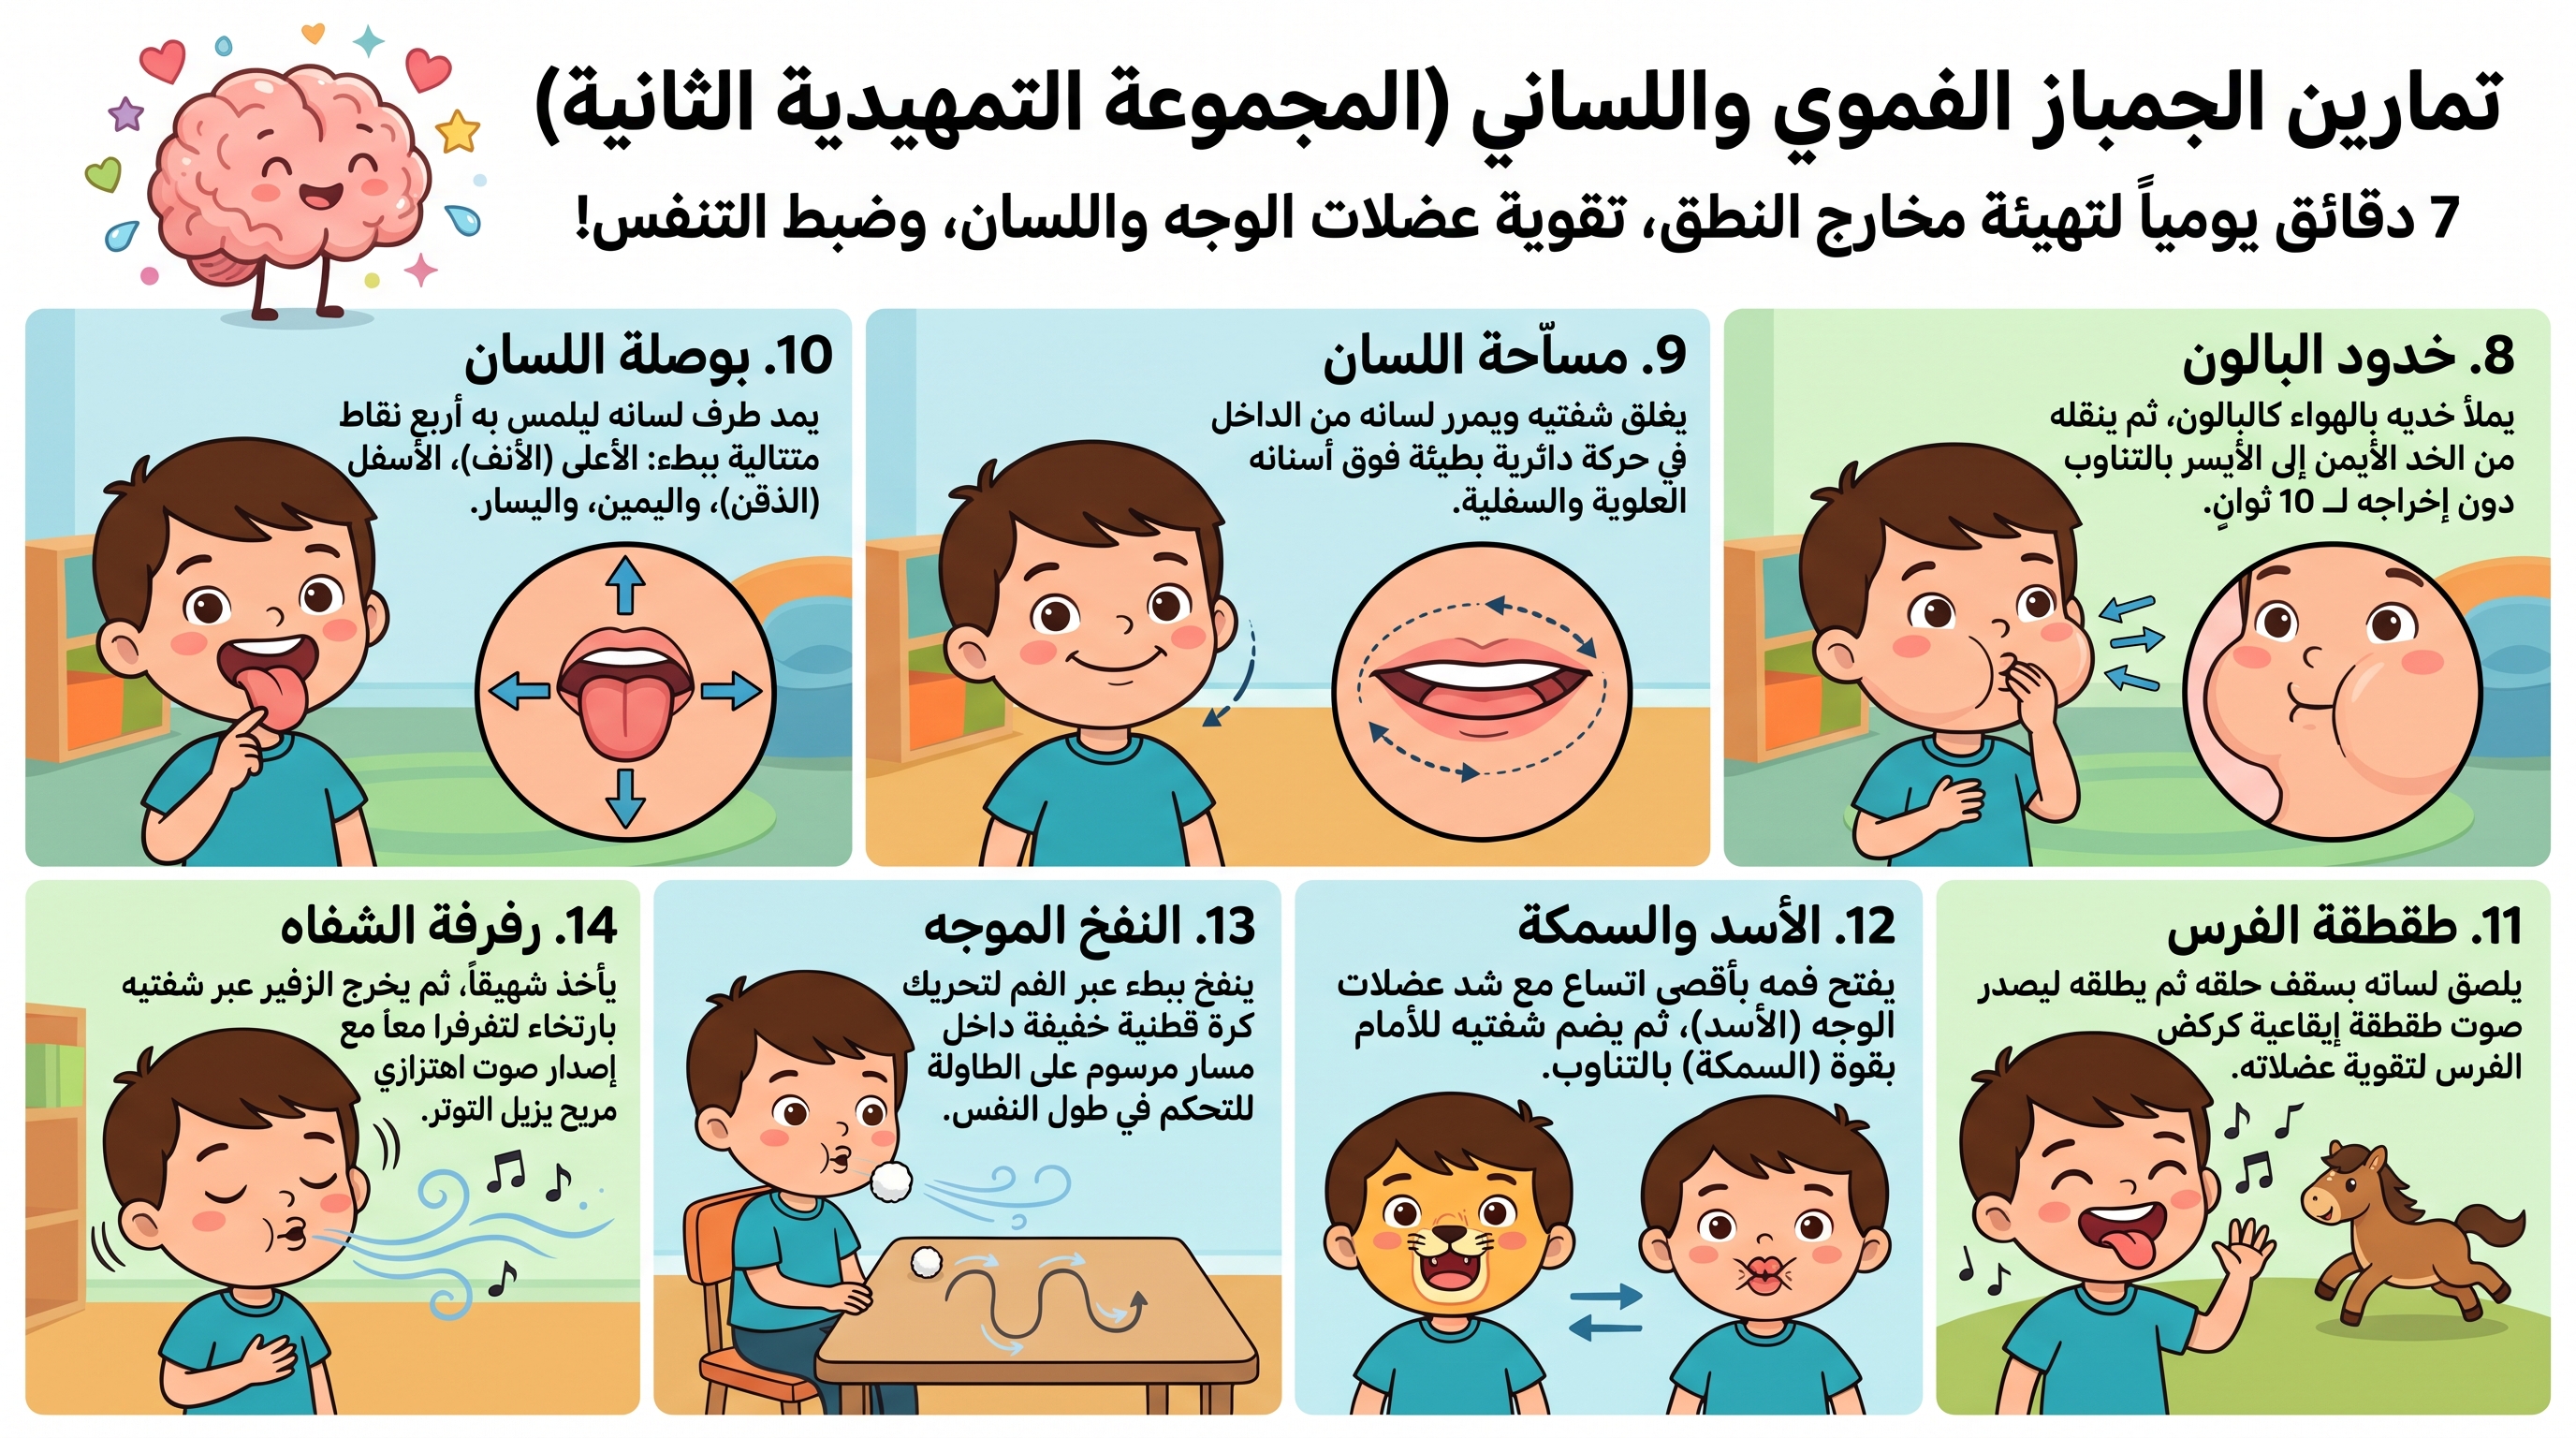 تمارين الجمباز الفموي واللساني (المجموعة التمهيدية الثانية)
7 دقائق يومياً لتهيئة مخارج النطق، تقوية عضلات الوجه واللسان، وضبط التنفس!
8. خدود البالون
يملأ خديه بالهواء كالبالون، ثم ينقله
من الخد الأيمن إلى الأيسر بالتناوب
دون إخراجه لـ 10 ثوانٍ.
9. مساّحة اللسان
يغلق شفتيه ويمرر لسانه من الداخل
في حركة دائرية بطيئة فوق أسنانه
العلوية والسفلية.
10. بوصلة اللسان
يمد طرف لسانه ليلمس به أربع نقاط
متتالية ببطء: الأعلى (الأنف)، الأسفل
(الذقن)، واليمين، واليسار.
11. طقطقة الفرس
يلصق لساته بسقف حلقه ثم يطلقه ليصدر
صوت طقطقة إيقاعية كركض
الفرس لتقوية عضلاته.
12. الأسد والسمكة
يفتح فمه بأقصى اتساع مع شد عضلات
الوجه (الأسد)، ثم يضم شفتيه للأمام
بقوة (السمكة) بالتناوب.
13. النفخ الموجه
ينفخ ببطء عبر الفم لتحريك
كرة قطنية خفيفة داخل
مسار مرسوم على الطاولة
للتحكم في طول النفس.
14. رفرفة الشفاه
يأخذ شهيقاً، ثم يخرج الزفير عبر شفتيه
بارتخاء لتفرفرا معاً مع
إصدار صوت اهتزازي
مريح يزيل التوتر.